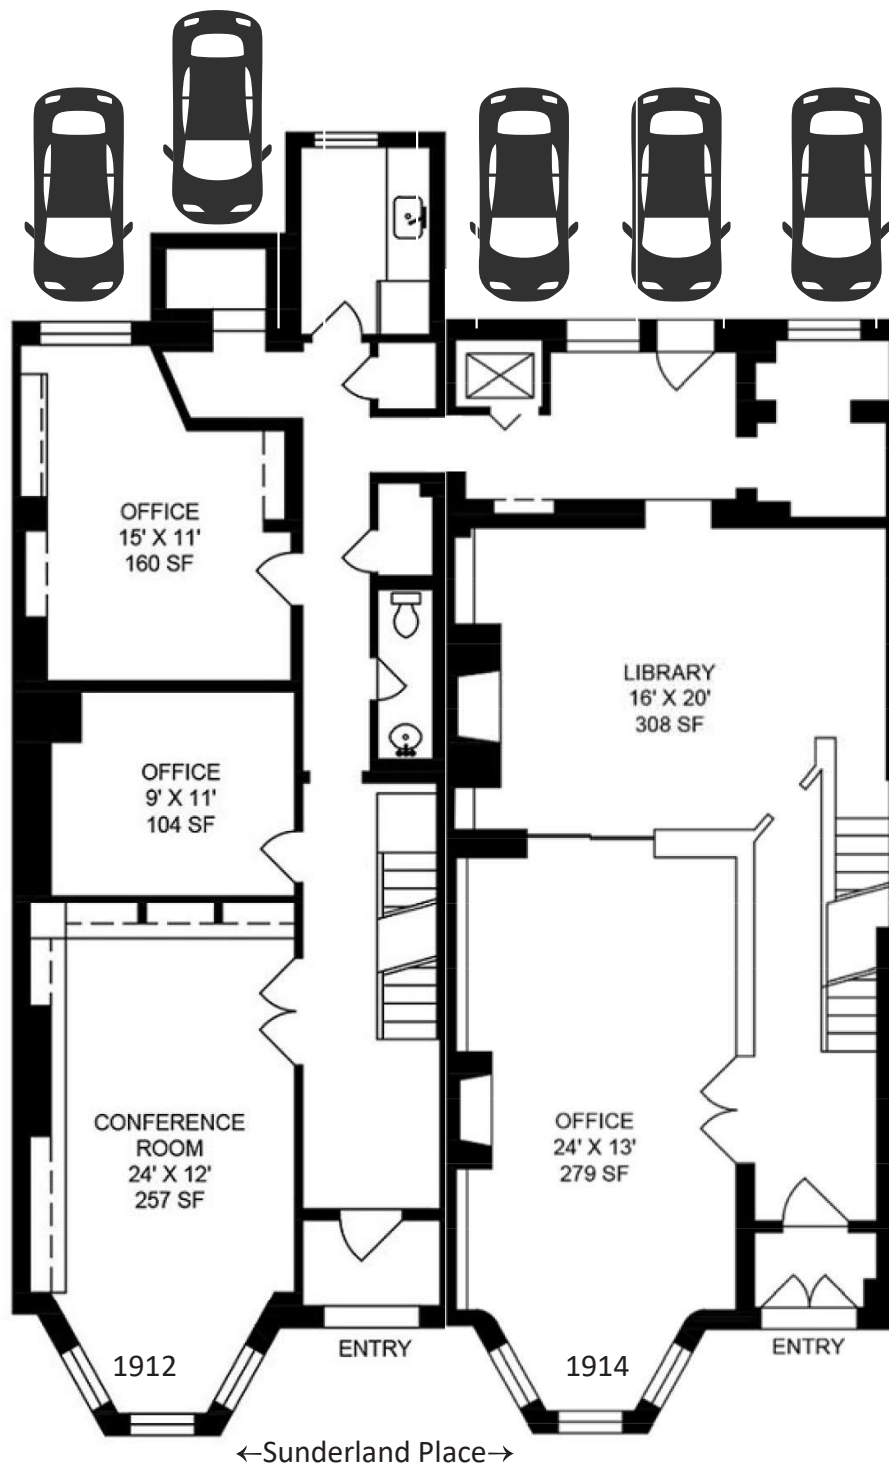 OFFICE
15' X 11'
160 SF
LIBRARY
16' X 20'
308 SF
OFFICE
9' X 11'
104 SF
CONFERENCE
ROOM
24' X 12'
257 SF
OFFICE
24' X 13'
279 SF
ENTRY
ENTRY
1912
1914
←Sunderland Place→